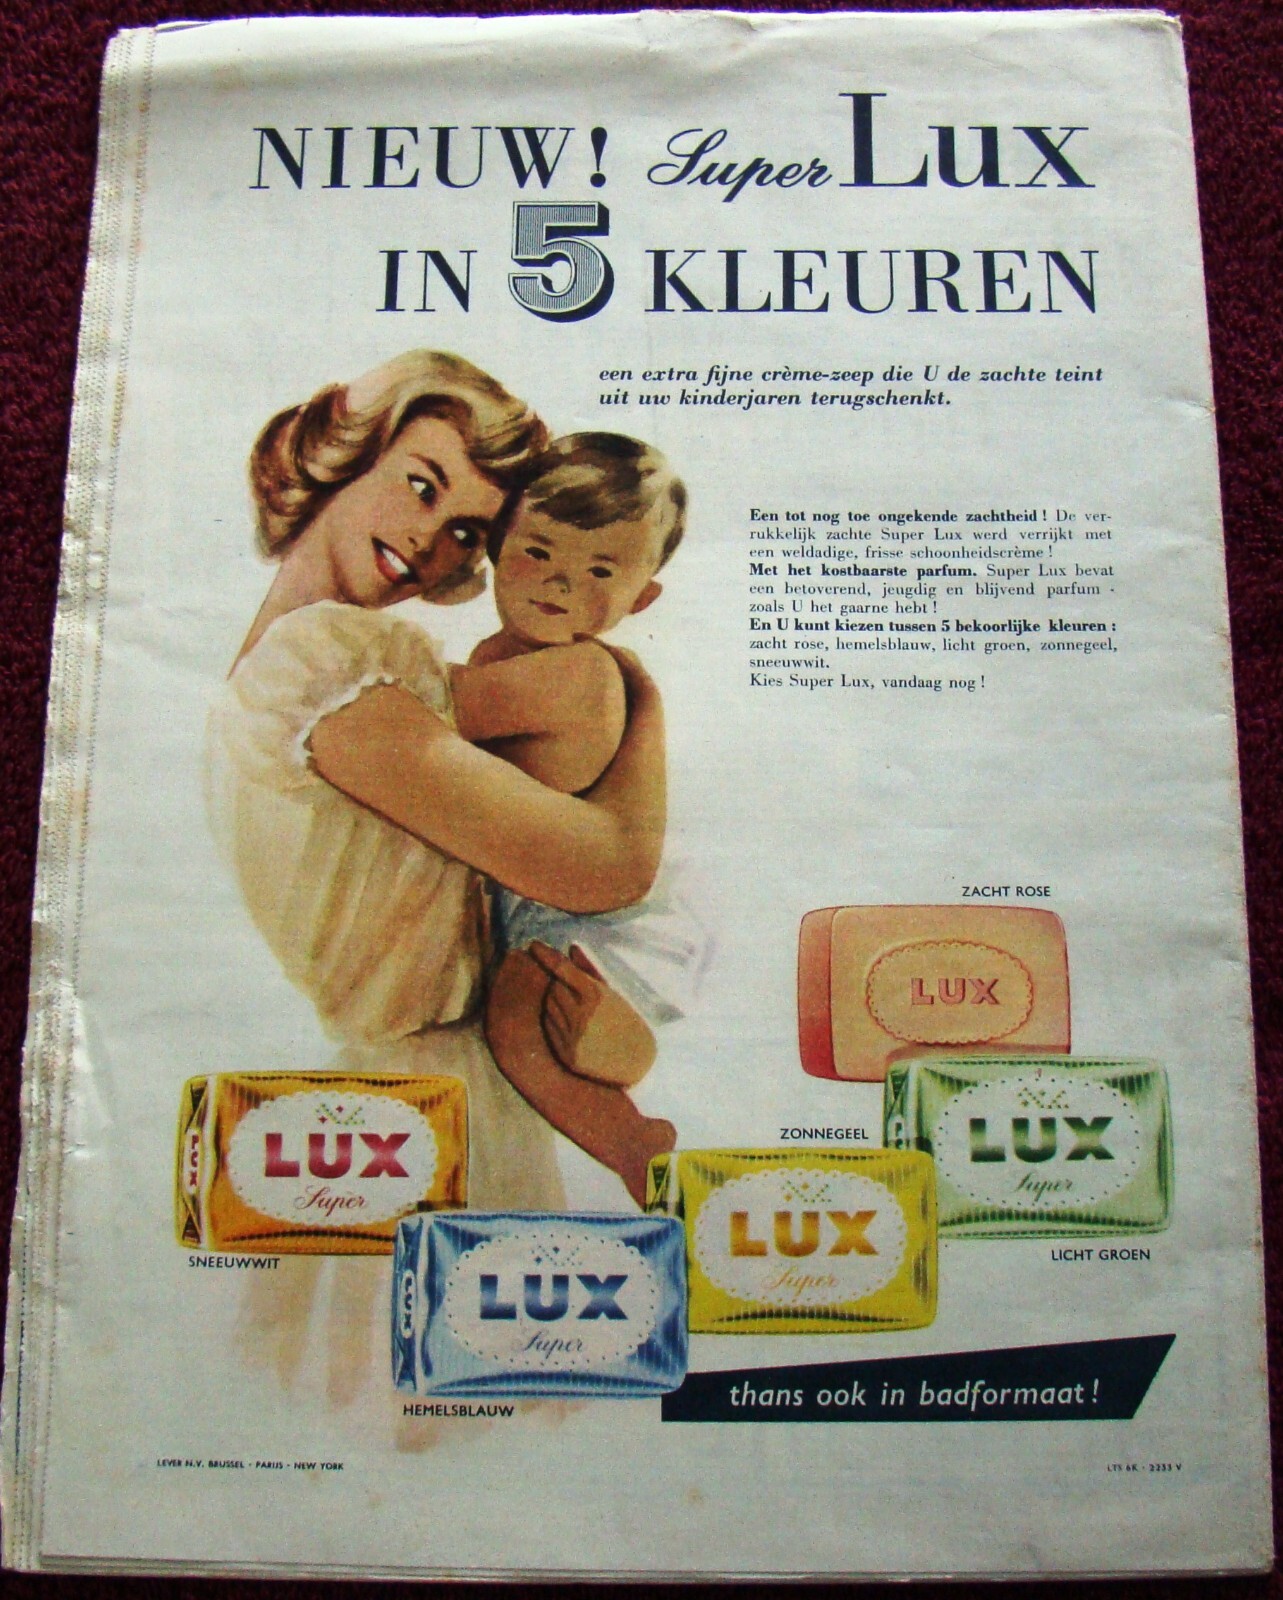 NIEUW! Super Lux
IN 5 KLEUREN
een extra fijne crème-zeep die U de zachte teint
uit uw kinderjaren terugschenkt.
Een tot nog toe ongekende zachtheid ! De ver-
rukkelijk zachte Super Lux werd verrijkt met
een weldadige, frisse schoonheidscrème !
Met het kostbaarste parfum. Super Lux bevat
een betoverend, jeugdig en blijvend parfum -
zoals U het gaarne hebt !
En U kunt kiezen tussen 5 bekoorlijke kleuren :
zacht rose, hemelsblauw, licht groen, zonnegeel,
sneeuwwit.
Kies Super Lux, vandaag nog !
ZACHT ROSE
LUX
LUX
LUX
Super
SNEEUWWIT
LUX
LUX
Super
HEMELSBLAUW
ZONNEGEEL
LUX
Super
LUX
Super
LICHT GROEN
thans ook in badformaat !
LEVER N.V. BRUSSEL - PARIJS - NEW YORK
LTS 6K - 2233 V